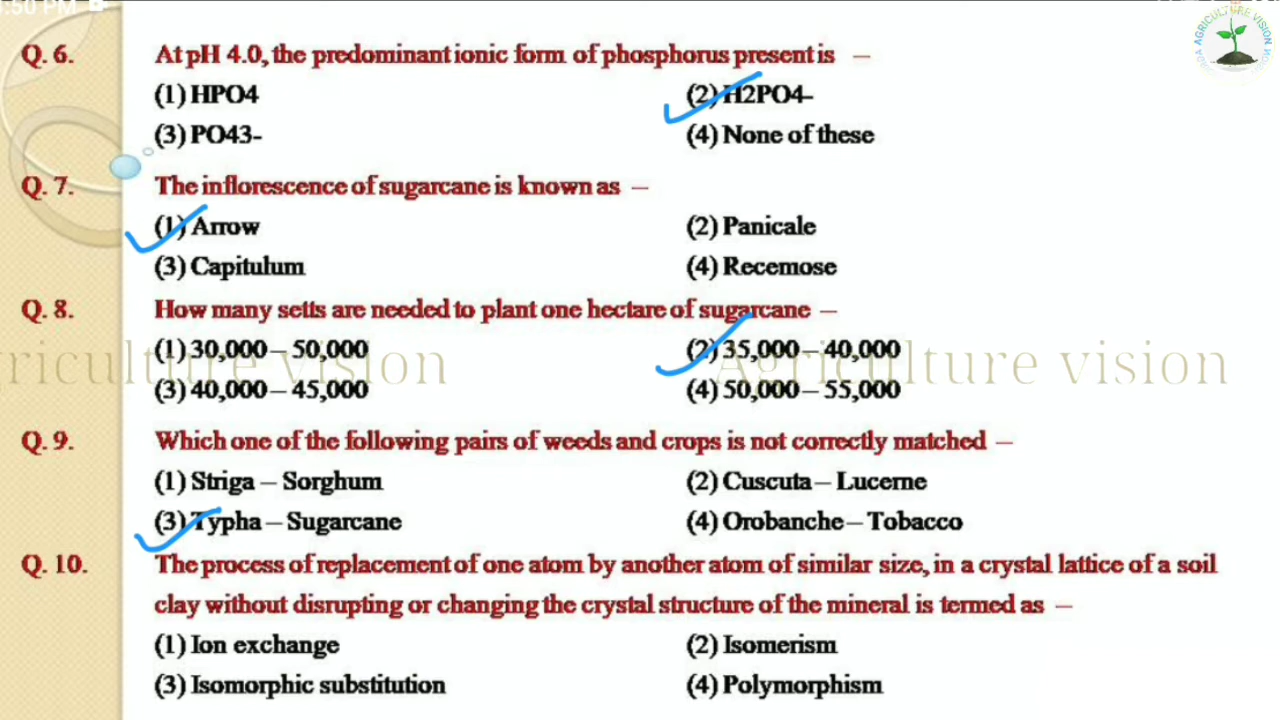 :50 PM
AGRICULTURE VISION
Q. 6. At pH 4.0, the predominant ionic form of phosphorus present is –
(1) HPO4 (2) H2PO4-
(3) PO43- (4) None of these
Q. 7. The inflorescence of sugarcane is known as –
(1) Arrow (2) Panicale
(3) Capitulum (4) Recemose
Q. 8. How many setts are needed to plant one hectare of sugarcane –
(1) 30,000 – 50,000 (2) 35,000 – 40,000
griculture vision Agriculture vision
(3) 40,000 – 45,000 (4) 50,000 – 55,000
Q. 9. Which one of the following pairs of weeds and crops is not correctly matched –
(1) Striga – Sorghum (2) Cuscuta – Lucerne
(3) Typha – Sugarcane (4) Orobanche – Tobacco
Q. 10. The process of replacement of one atom by another atom of similar size, in a crystal lattice of a soil
clay without disrupting or changing the crystal structure of the mineral is termed as –
(1) Ion exchange (2) Isomerism
(3) Isomorphic substitution (4) Polymorphism